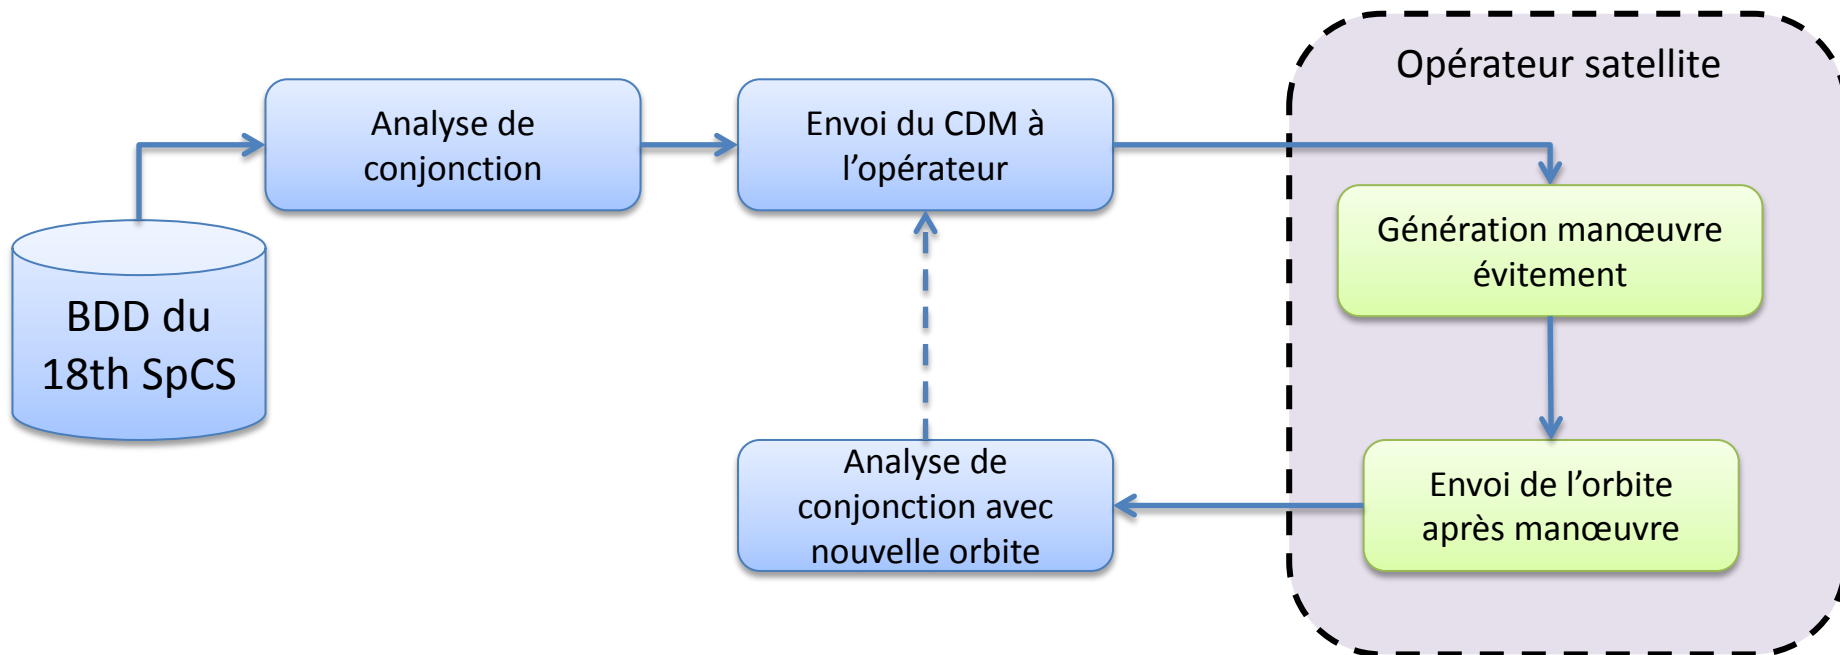 Opérateur satellite
Analyse de
conjonction
Envoi du CDM à
l’opérateur
Génération manœuvre
évitement
BDD du
18th SpCS
Analyse de
conjonction avec
nouvelle orbite
Envoi de l’orbite
après manœuvre